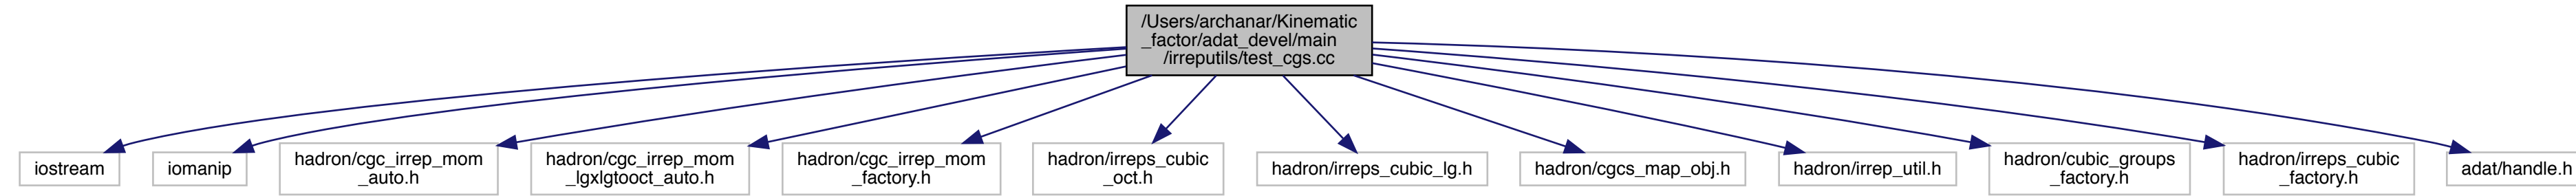 /Users/archanar/Kinematic
_factor/adat_devel/main
/irreputils/test_cgs.cc
iostream
iomanip
hadron/cgc_irrep_mom
_auto.h
hadron/cgc_irrep_mom
_lgxlgtooct_auto.h
hadron/cgc_irrep_mom
_factory.h
hadron/irreps_cubic
_oct.h
hadron/irreps_cubic_lg.h
hadron/cgcs_map_obj.h
hadron/irrep_util.h
hadron/cubic_groups
_factory.h
hadron/irreps_cubic
_factory.h
adat/handle.h